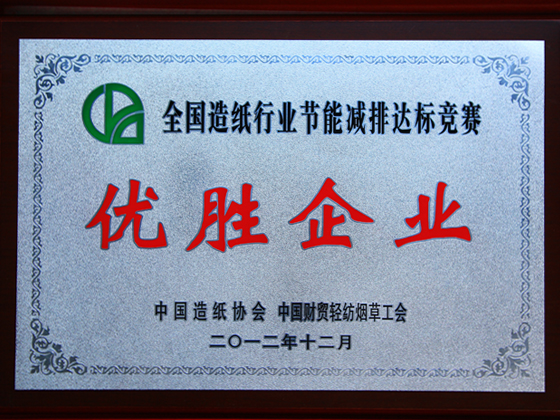 全国造纸行业节能减排达标竞赛
优胜企业
中国造纸协会 中国财贸轻纺烟草工会
二〇一二年十二月